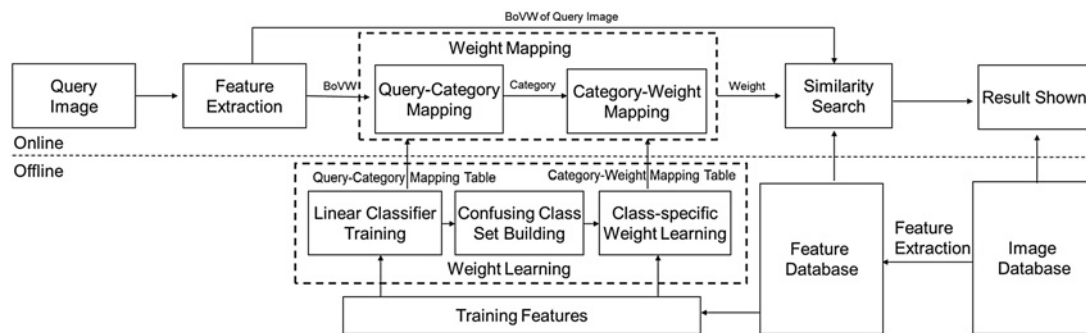 BoVW of Query Image
Weight Mapping
Query
Image
Feature
Extraction
BoVW
Query-Category
Mapping
Category
Category-Weight
Mapping
Weight
Similarity
Search
Result Shown
Online
Offline
Query-Category Mapping Table
Category-Weight Mapping Table
Linear Classifier
Training
Confusing Class
Set Building
Class-specific
Weight Learning
Weight Learning
Feature
Database
Feature
Extraction
Image
Database
Training Features